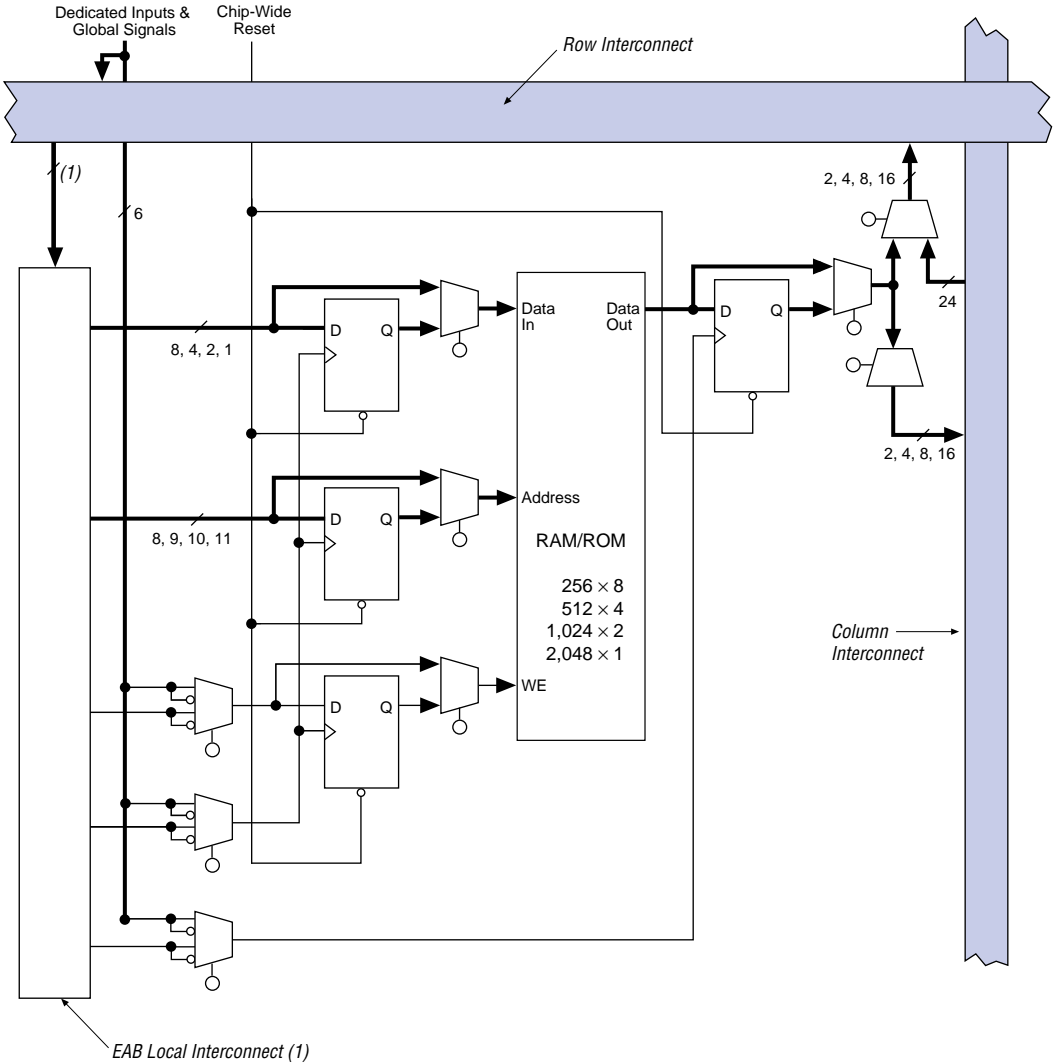 Dedicated Inputs &
Global Signals
Chip-Wide
Reset
Row Interconnect
(1)
6
2, 4, 8, 16
24
8, 4, 2, 1
D
Q
Data
In
Data
Out
D
Q
2, 4, 8, 16
8, 9, 10, 11
D
Q
Address
RAM/ROM
256 × 8
512 × 4
1,024 × 2
2,048 × 1
Column
Interconnect
D
Q
WE
EAB Local Interconnect (1)